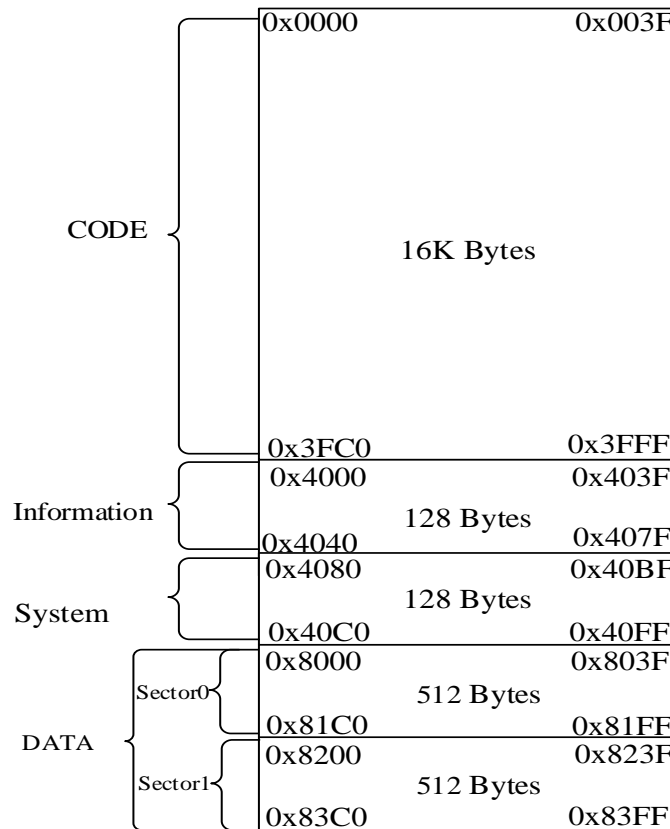 0x0000 0x003F
CODE
16K Bytes
0x3FC0 0x3FFF
0x4000 0x403F
Information
128 Bytes
0x4040 0x407F
0x4080 0x40BF
System
128 Bytes
0x40C0 0x40FF
0x8000 0x803F
Sector0
512 Bytes
0x81C0 0x81FF
DATA
0x8200 0x823F
Sector1
512 Bytes
0x83C0 0x83FF